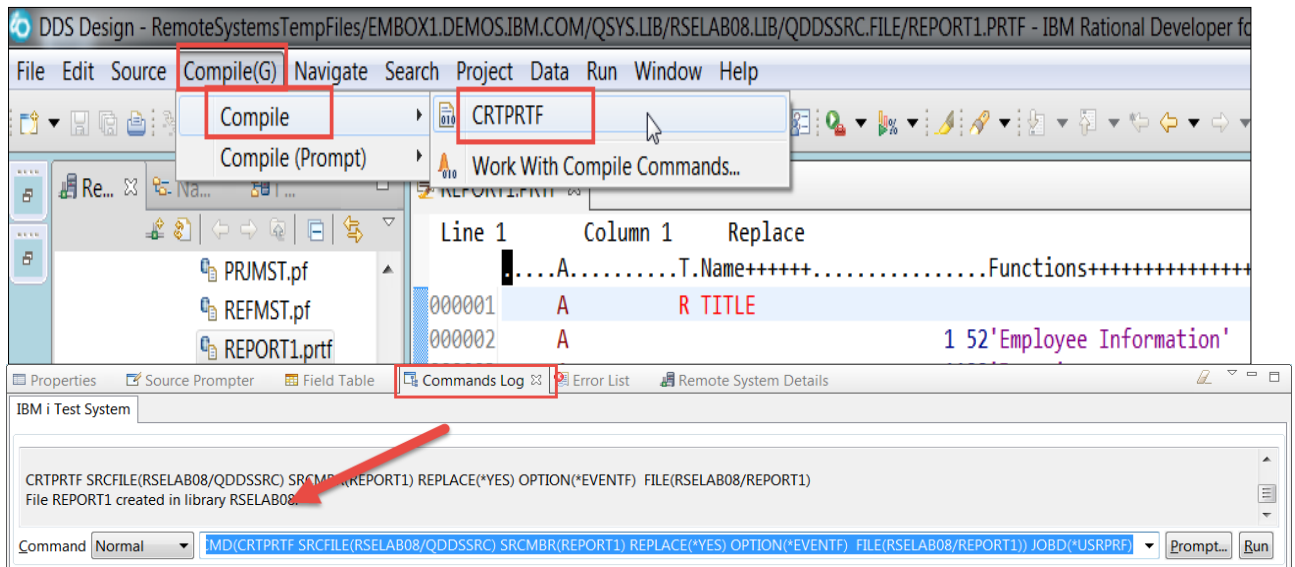 DDS Design - RemoteSystemsTempFiles/EMBOX1.DEMOS.IBM.COM/QSYS.LIB/RSELAB08.LIB/QDDSSRC.FILE/REPORT1.PRTF - IBM Rational Developer fo
File Edit Source Compile(G) Navigate Search Project Data Run Window Help
Compile CRTPRTF
Compile (Prompt) Work With Compile Commands...
Re... Na... REPORT1.PRTF
Line 1 Column 1 Replace
.....A..........T.Name++++++................Functions+++++++++++++++
PRJMST.pf
REFMST.pf
REPORT1.prtf
000001 A R TITLE
000002 A 1 52'Employee Information'
Properties Source Prompter Field Table Commands Log Error List Remote System Details
IBM i Test System
CRTPRTF SRCFILE(RSELAB08/QDDSSRC) REPLACE(*YES) OPTION(*EVENTF) FILE(RSELAB08/REPORT1)
File REPORT1 created in library RSELAB08.
Command Normal CMD(CRTPRTF SRCFILE(RSELAB08/QDDSSRC) SRCMBR(REPORT1) REPLACE(*YES) OPTION(*EVENTF) FILE(RSELAB08/REPORT1)) JOBD(*USRPRF) Prompt... Run